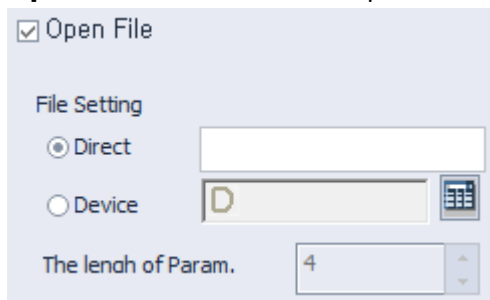 Open File
File Setting
Direct
Device D
The lengh of Param. 4